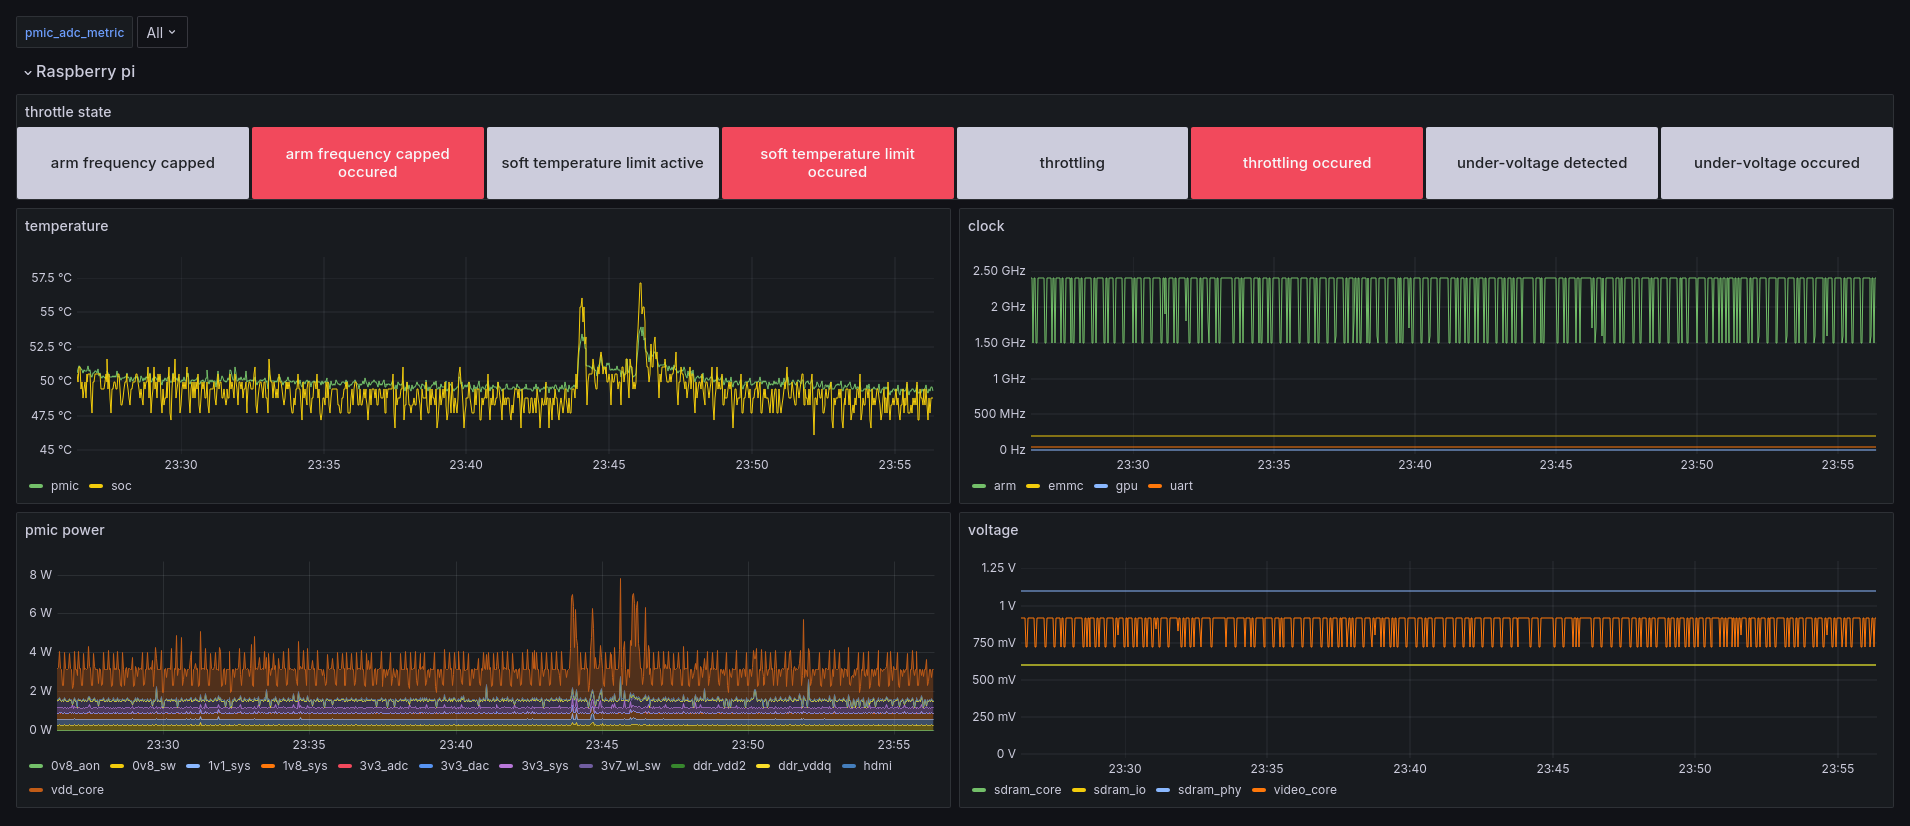 pmic_adc_metric All
Raspberry pi
throttle state
arm frequency capped
arm frequency capped
occured
soft temperature limit active
soft temperature limit
occured
throttling
throttling occured
under-voltage detected
under-voltage occured
temperature
57.5 °C
55 °C
52.5 °C
50 °C
47.5 °C
45 °C
23:30 23:35 23:40 23:45 23:50 23:55
pmic soc
clock
2.50 GHz
2 GHz
1.50 GHz
1 GHz
500 MHz
0 Hz
23:30 23:35 23:40 23:45 23:50 23:55
arm emmc gpu uart
pmic power
8 W
6 W
4 W
2 W
0 W
23:30 23:35 23:40 23:45 23:50 23:55
0v8_aon 0v8_sw 1v1_sys 1v8_sys 3v3_adc 3v3_dac 3v3_sys 3v7_wl_sw ddr_vdd2 ddr_vddq hdmi
vdd_core
voltage
1.25 V
1 V
750 mV
500 mV
250 mV
0 V
23:30 23:35 23:40 23:45 23:50 23:55
sdram_core sdram_io sdram_phy video_core